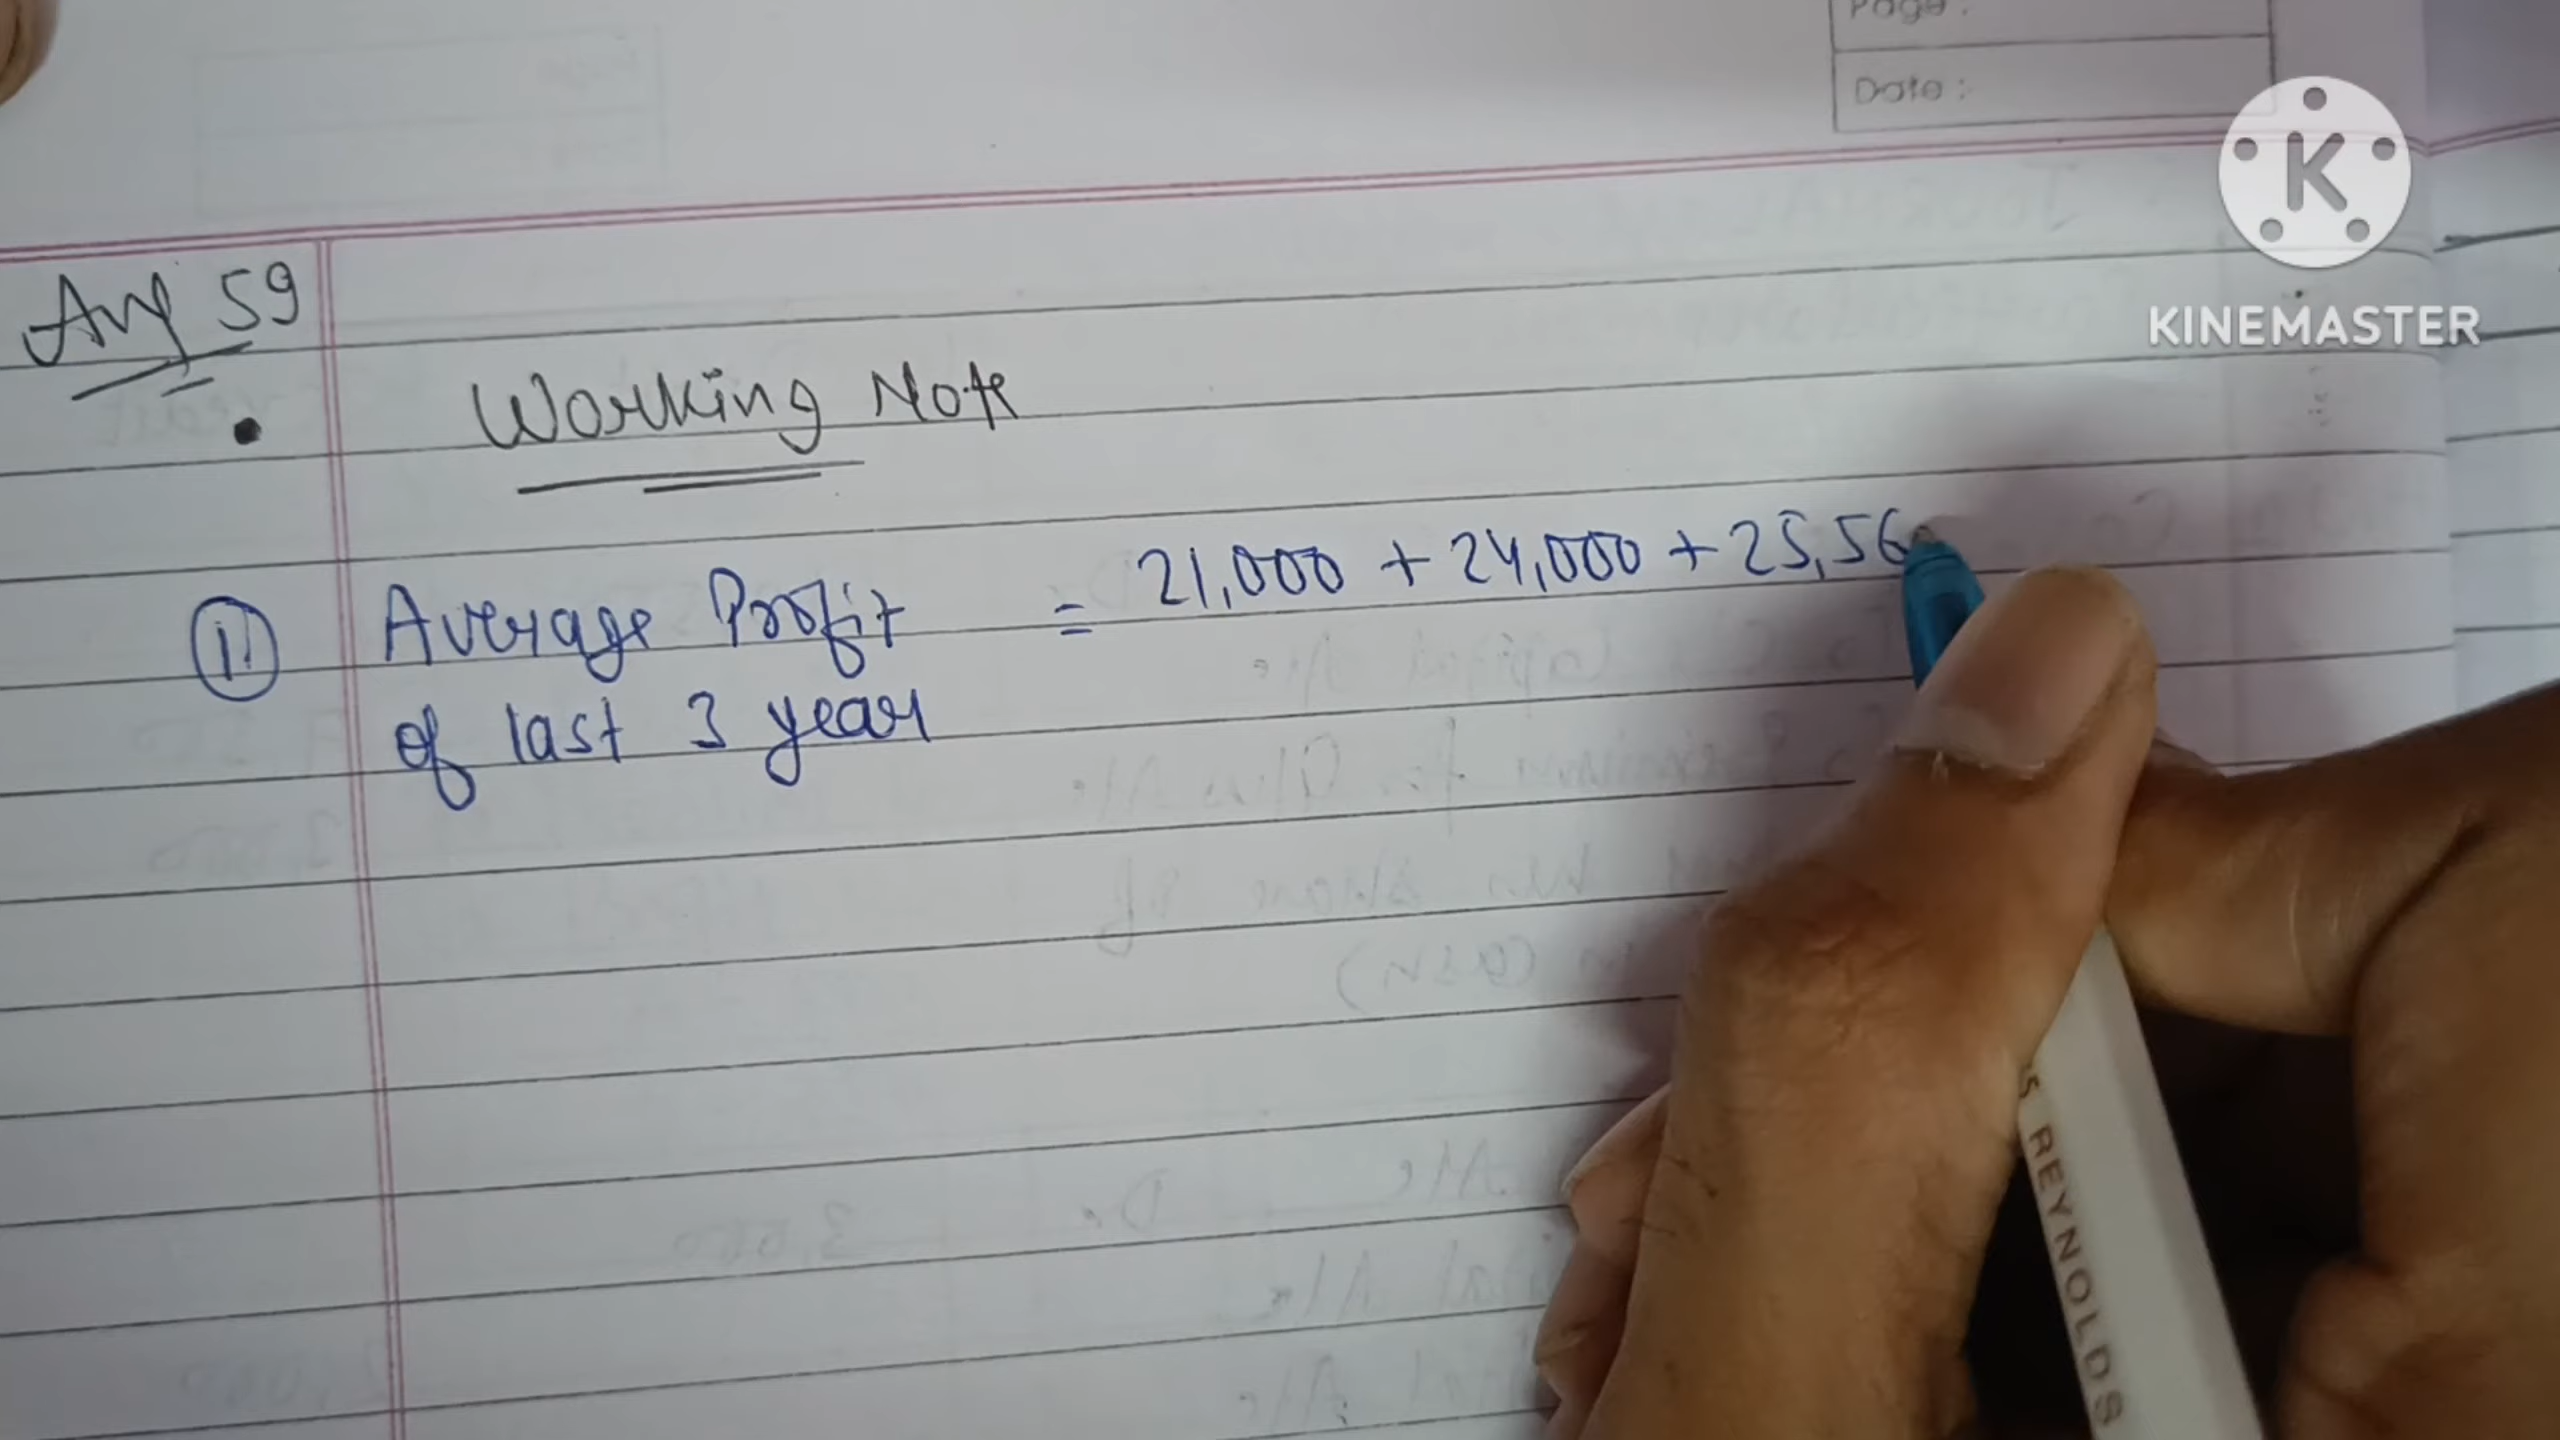 Page :
Date :
KINEMASTER
Ans 59
Working Note
1) Average Profit = 21,000 + 24,000 + 25,56
of last 3 year
REYNOLDS